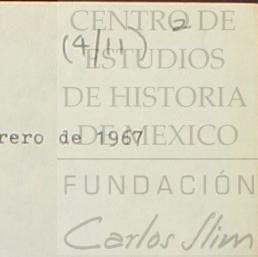 CENTRO DE
2
(4/11)
ESTUDIOS
DE HISTORIA
DE MEXICO
rero de 1967
FUNDACIÓN
Carlos Slim